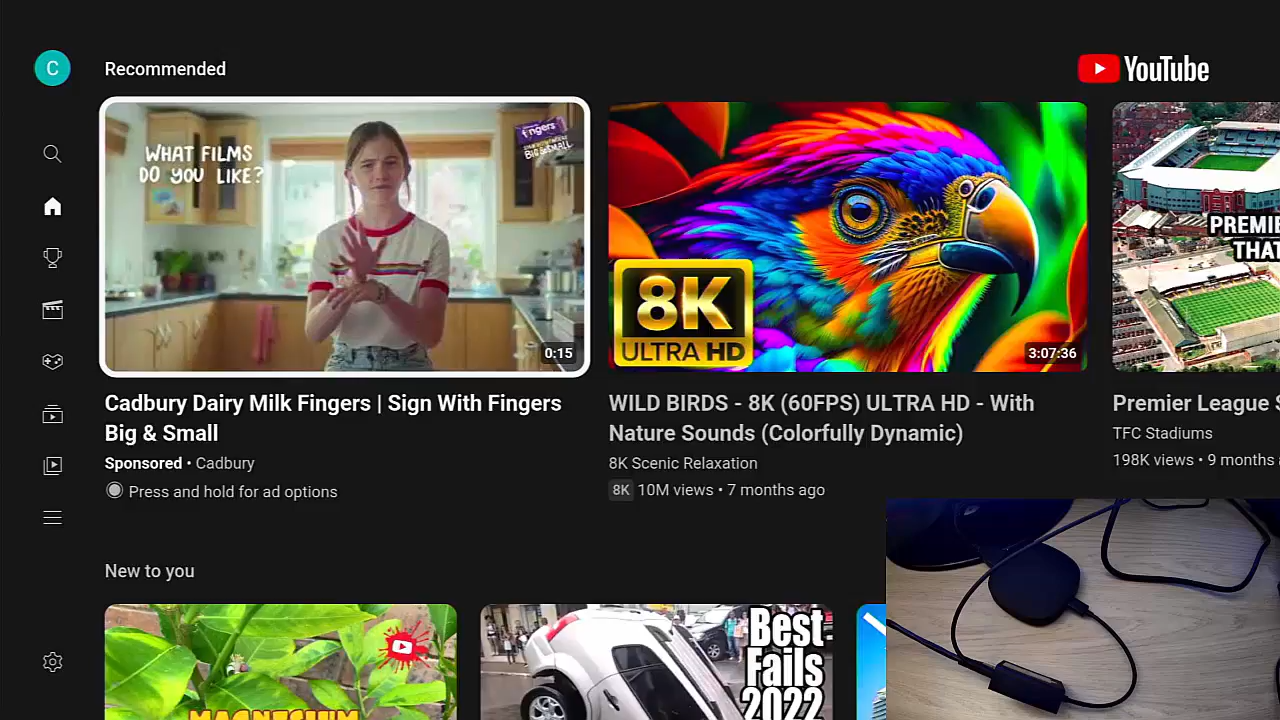 C
Recommended
YouTube
WHAT FILMS
DO YOU LIKE?
fingers
BIG & SMALL
0:15
8K
ULTRA HD
3:07:36
PREMIE
THAT
Cadbury Dairy Milk Fingers | Sign With Fingers
Big & Small
Sponsored • Cadbury
Press and hold for ad options
WILD BIRDS - 8K (60FPS) ULTRA HD - With
Nature Sounds (Colorfully Dynamic)
8K Scenic Relaxation
8K 10M views • 7 months ago
Premier League S
TFC Stadiums
198K views • 9 months
New to you
MAGNESIUM
Best
Fails
2022